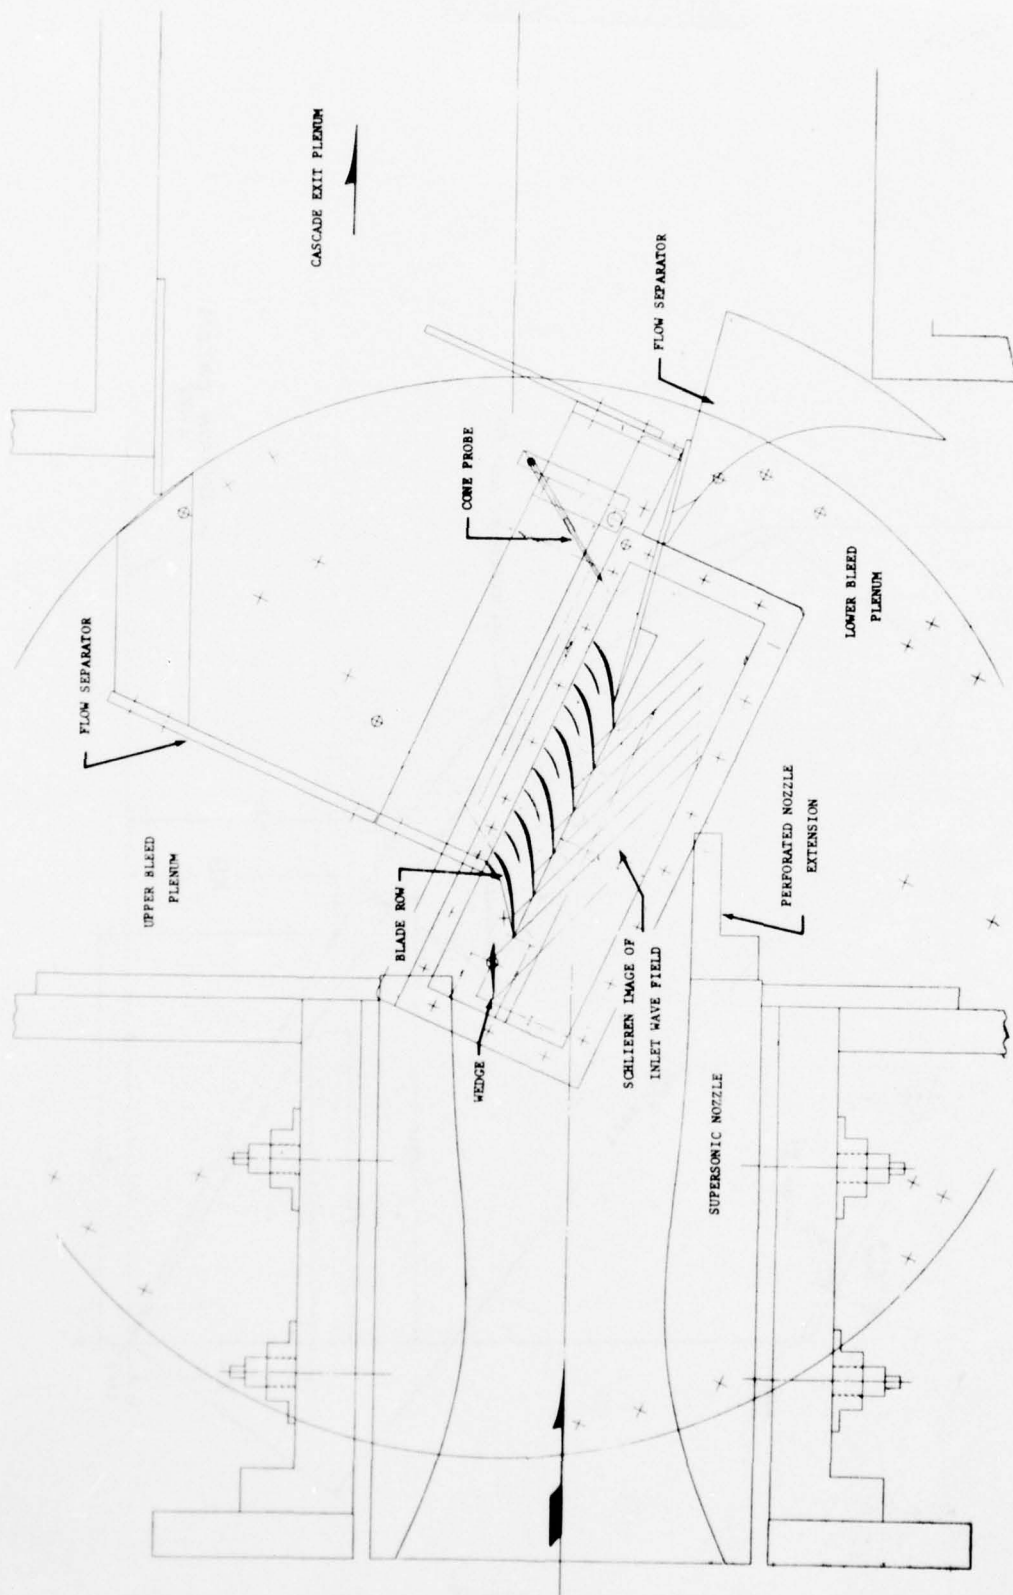 CASCADE EXIT PLENUM
FLOW SEPARATOR
CONE PROBE
FLOW SEPARATOR
LOWER BLEED
PLENUM
UPPER BLEED
PLENUM
BLADE ROW
PERFORATED NOZZLE
EXTENSION
WEDGE
SCHLIEREN IMAGE OF
INLET WAVE FIELD
SUPERSONIC NOZZLE